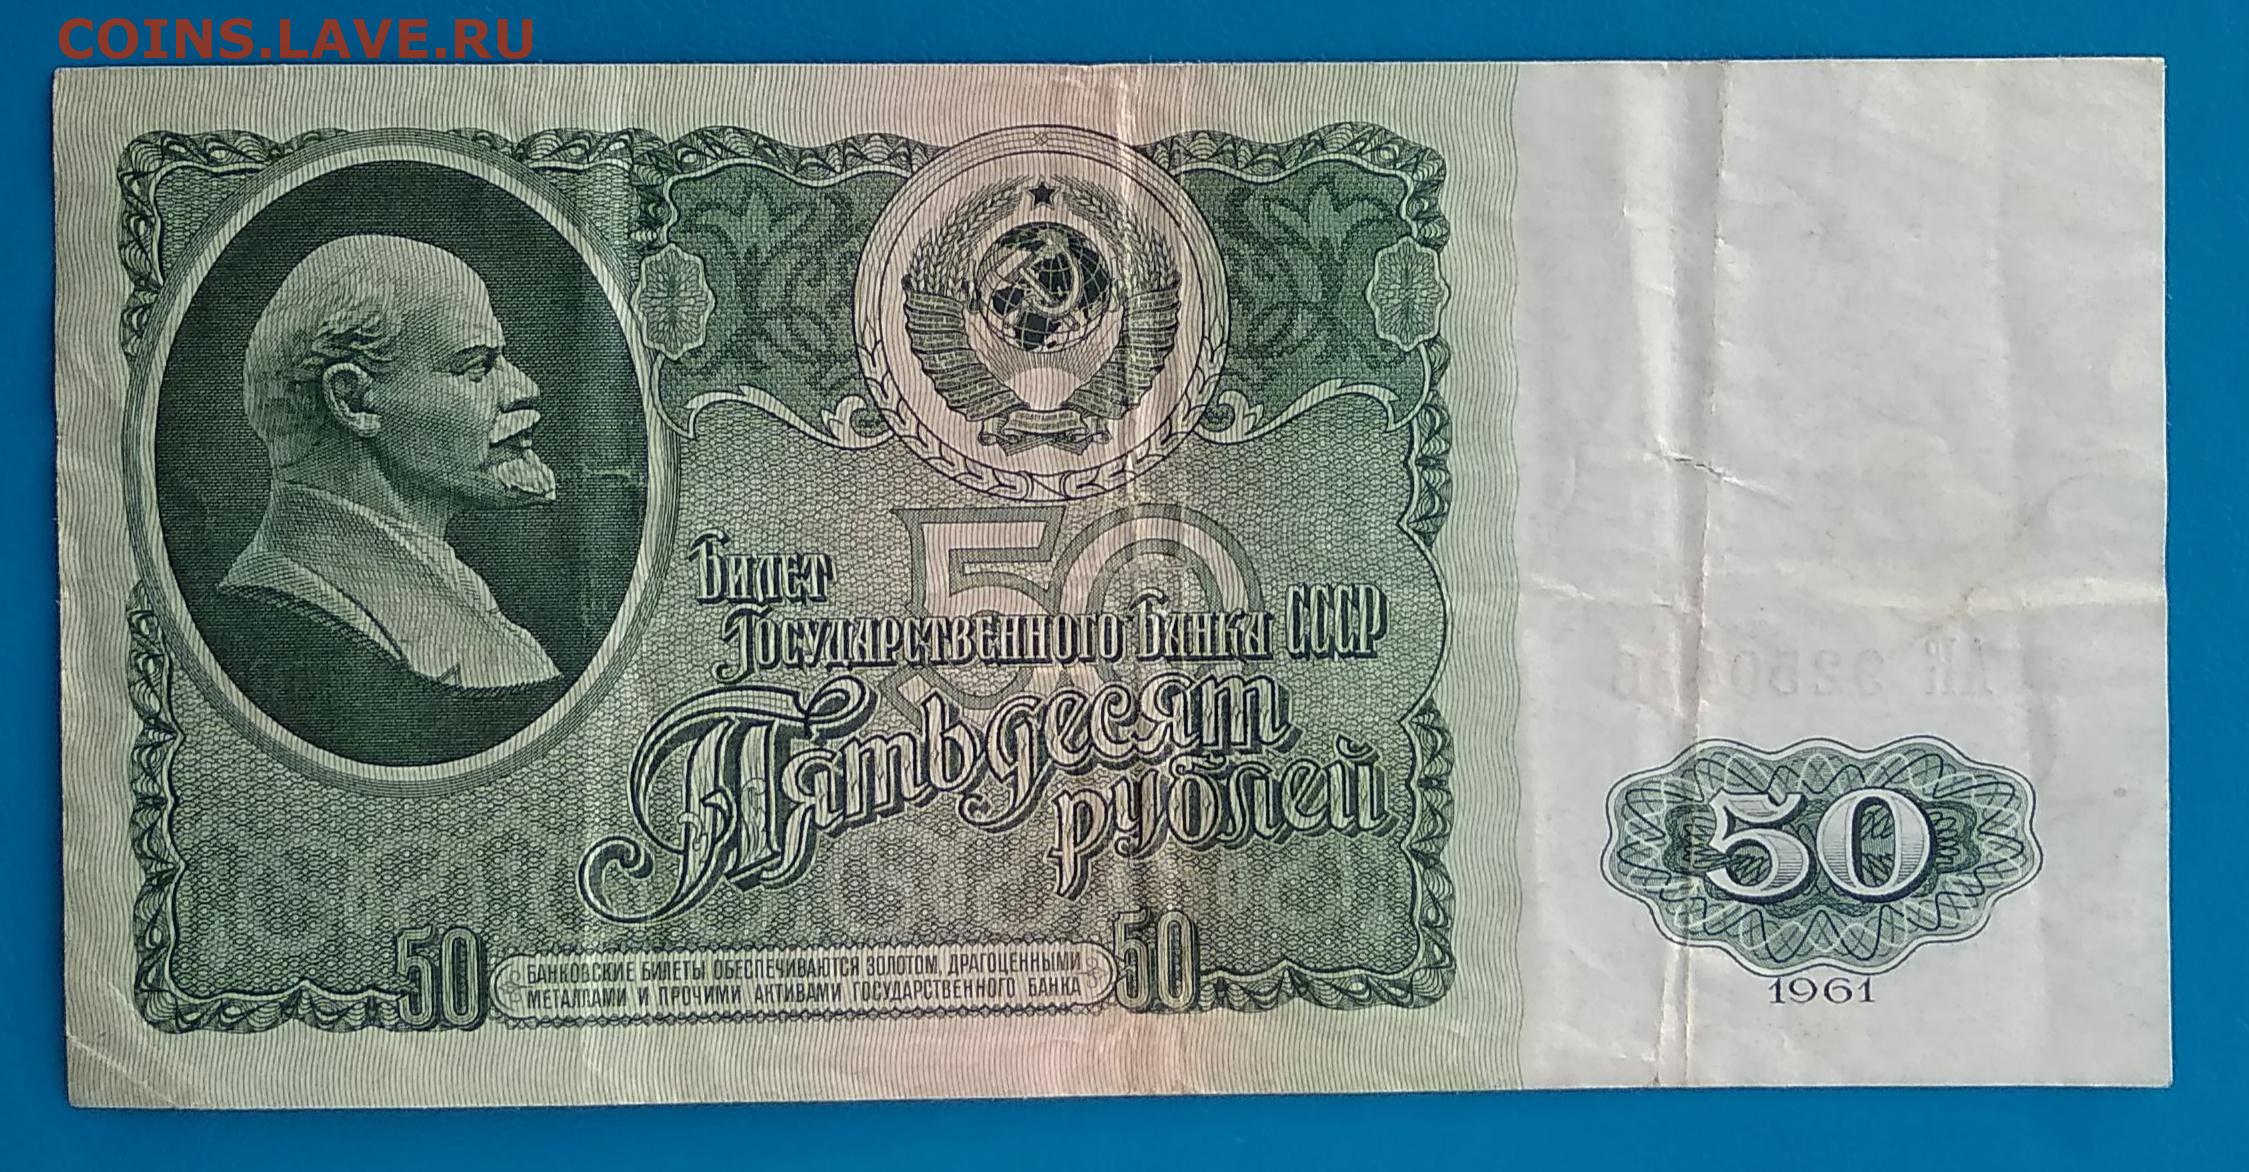 COINS.LAVE.RU
50
Билет
Государственного Банка СССР
Пятьдесят
рублей
50
1961
50
БАНКОВСКИЕ БИЛЕТЫ ОБЕСПЕЧИВАЮТСЯ ЗОЛОТОМ, ДРАГОЦЕННЫМИ
МЕТАЛЛАМИ И ПРОЧИМИ АКТИВАМИ ГОСУДАРСТВЕННОГО БАНКА
50